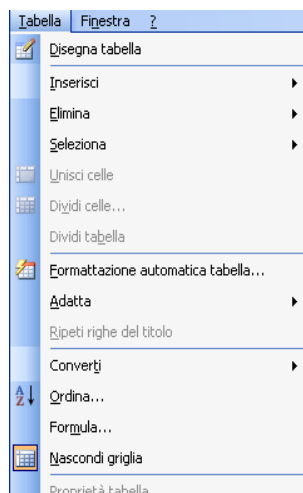 Tabella Finestra ?
Disegna tabella
Inserisci
Elimina
Seleziona
Unisci celle
Dividi celle...
Dividi tabella
Formattazione automatica tabella...
Adatta
Ripeti righe del titolo
Converti
Ordina...
Formula...
Nascondi griglia
Proprietà tabella